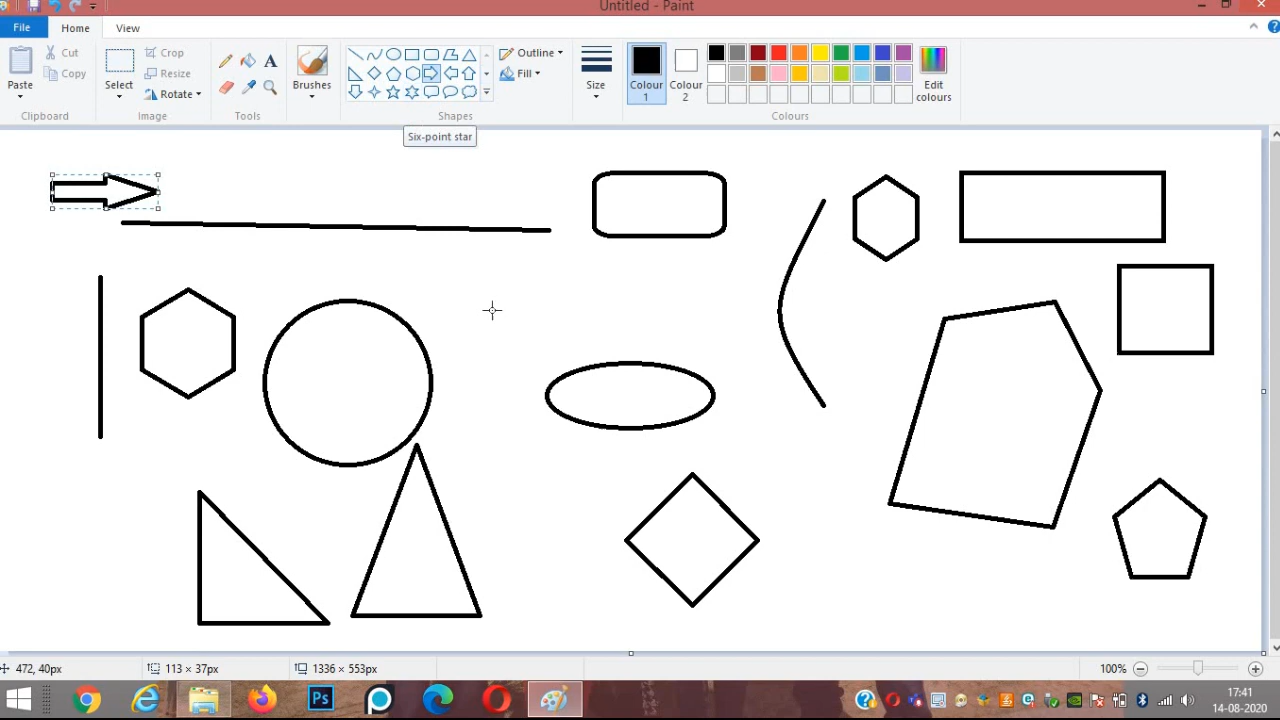 Untitled - Paint
File Home View
Paste
Cut
Copy
Clipboard
Select
Crop
Resize
Rotate
Image
A
Tools
Brushes
Outline
Fill
Shapes
Size
Colour 1
Colour 2
Edit colours
Colours
Six-point star
472, 40px 113 × 37px 1336 × 553px 100%
Ps
17:41
14-08-2020